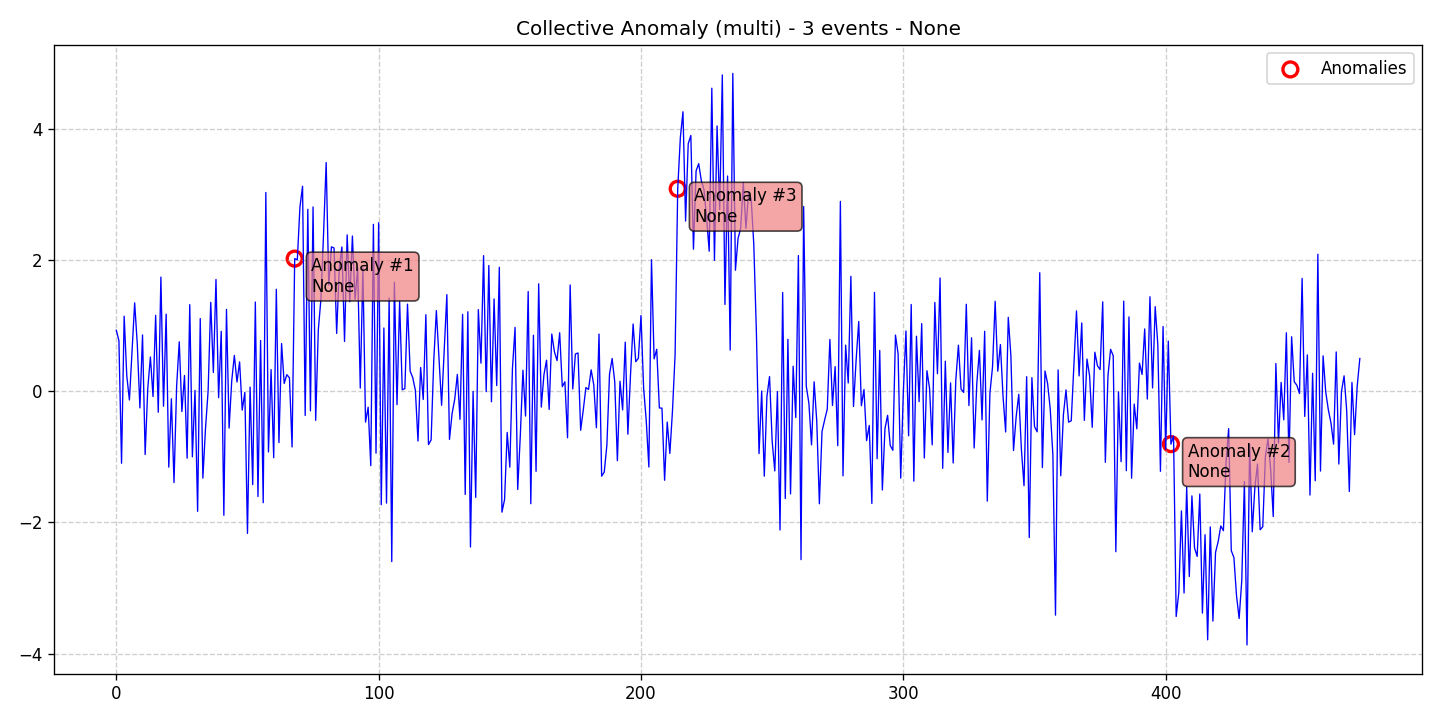 Collective Anomaly (multi) - 3 events - None
Anomalies
4
2
0
−2
−4
Anomaly #1
None
Anomaly #3
None
Anomaly #2
None
0
100
200
300
400